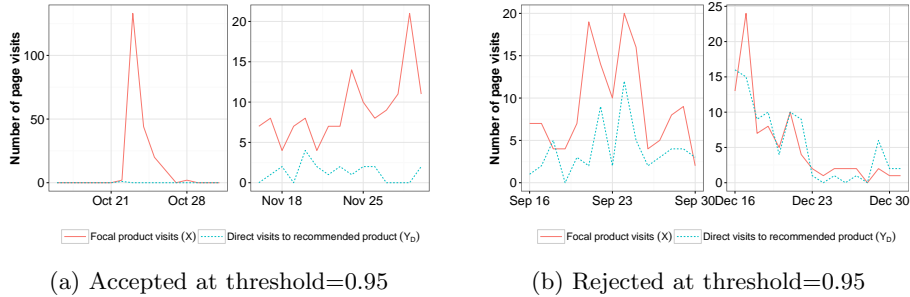 Number of page visits
100
50
0
Oct 21
Oct 28
20
15
10
5
0
Nov 18
Nov 25
Focal product visits (X)
Direct visits to recommended product (Y_D)
(a) Accepted at threshold=0.95
Number of page visits
20
15
10
5
0
Sep 16
Sep 23
Sep 30
25
20
15
10
5
0
Dec 16
Dec 23
Dec 30
Focal product visits (X)
Direct visits to recommended product (Y_D)
(b) Rejected at threshold=0.95